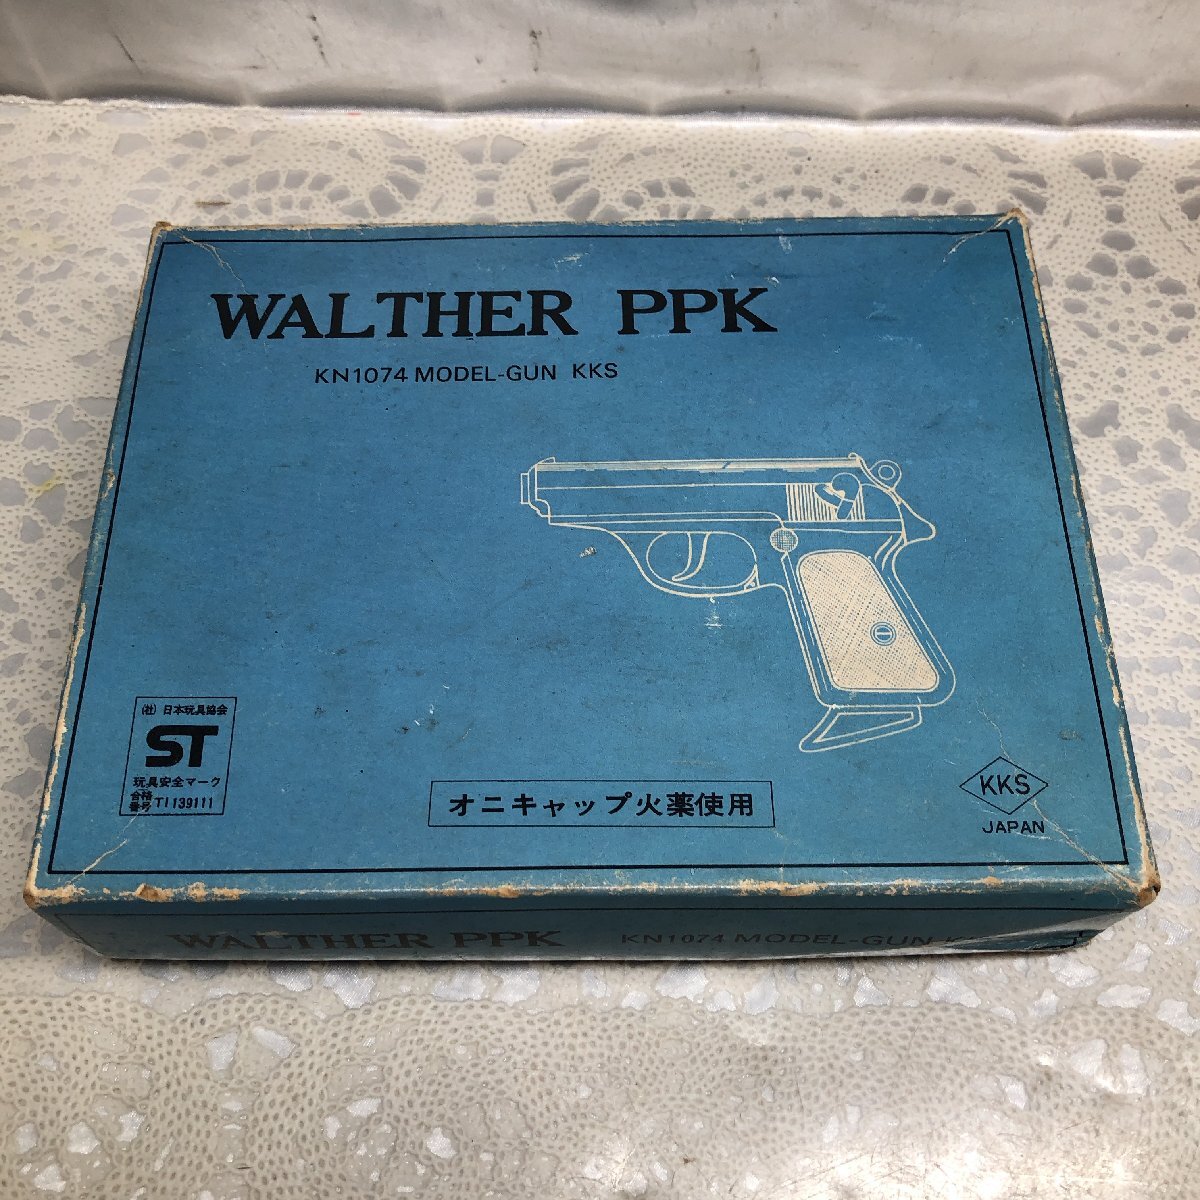 WALTHER PPK
KN1074 MODEL-GUN KKS
(社) 日本玩具協会
ST
玩具安全マーク
合格
番号 TI139111
オニキャップ火薬使用
KKS
JAPAN
WALTHER PPK KN1074 MODEL-GUN